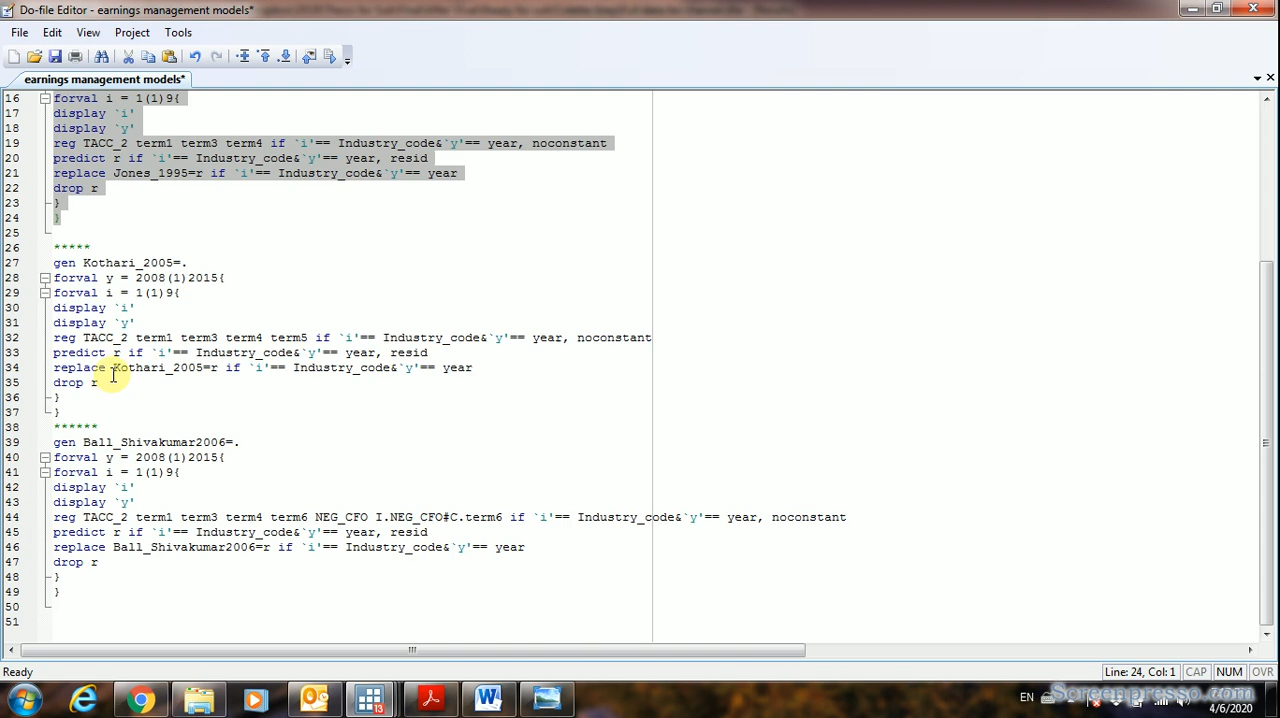 Do-file Editor - earnings management models*
File Edit View Project Tools
earnings management models*
16 forval i = 1(1)9{
17 display `i'
18 display `y'
19 reg TACC_2 term1 term3 term4 if `i'== Industry_code&`y'== year, noconstant
20 predict r if `i'== Industry_code&`y'== year, resid
21 replace Jones_1995=r if `i'== Industry_code&`y'== year
22 drop r
23 }
24 }
25
26 *****
27 gen Kothari_2005=.
28 forval y = 2008(1)2015{
29 forval i = 1(1)9{
30 display `i'
31 display `y'
32 reg TACC_2 term1 term3 term4 term5 if `i'== Industry_code&`y'== year, noconstant
33 predict r if `i'== Industry_code&`y'== year, resid
34 replace Kothari_2005=r if `i'== Industry_code&`y'== year
35 drop r
36 }
37 }
38 ******
39 gen Ball_Shivakumar2006=.
40 forval y = 2008(1)2015{
41 forval i = 1(1)9{
42 display `i'
43 display `y'
44 reg TACC_2 term1 term3 term4 term6 NEG_CFO I.NEG_CFO#C.term6 if `i'== Industry_code&`y'== year, noconstant
45 predict r if `i'== Industry_code&`y'== year, resid
46 replace Ball_Shivakumar2006=r if `i'== Industry_code&`y'== year
47 drop r
48 }
49 }
50
51
Ready Line: 24, Col: 1 CAP NUM OVR
13 EN Screenpresso.com
4/6/2020